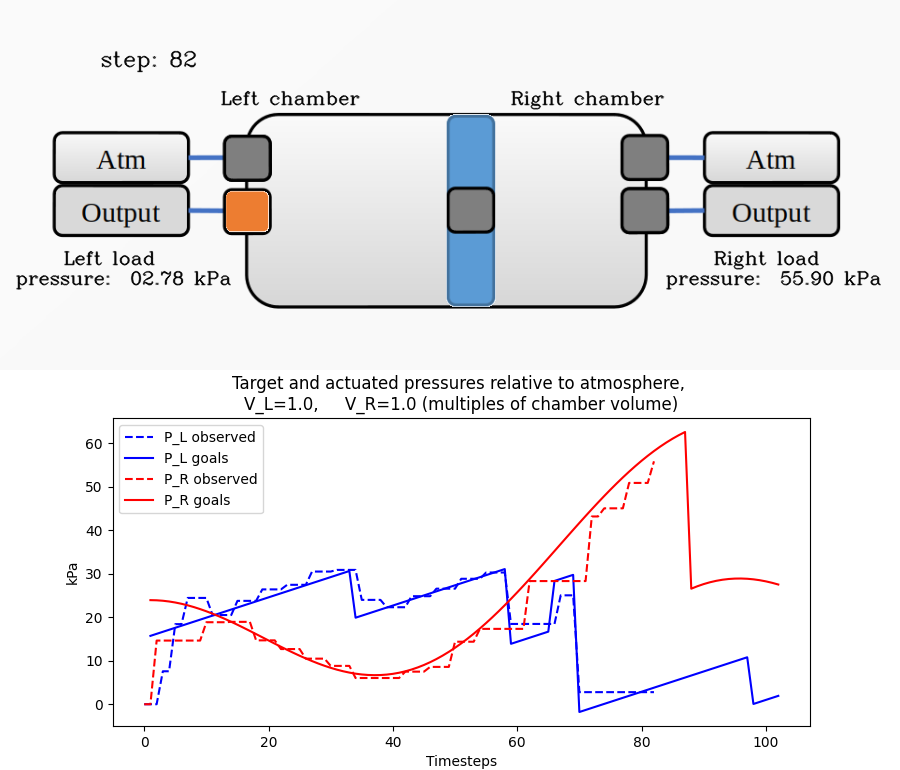 step: 82
Left chamber
Right chamber
Atm
Atm
Output
Output
Left load
pressure:  02.78 kPa
Right load
pressure:  55.90 kPa
Target and actuated pressures relative to atmosphere,
V_L=1.0,     V_R=1.0 (multiples of chamber volume)
P_L observed
P_L goals
P_R observed
P_R goals
kPa
60
50
40
30
20
10
0
0 20 40 60 80 100
Timesteps